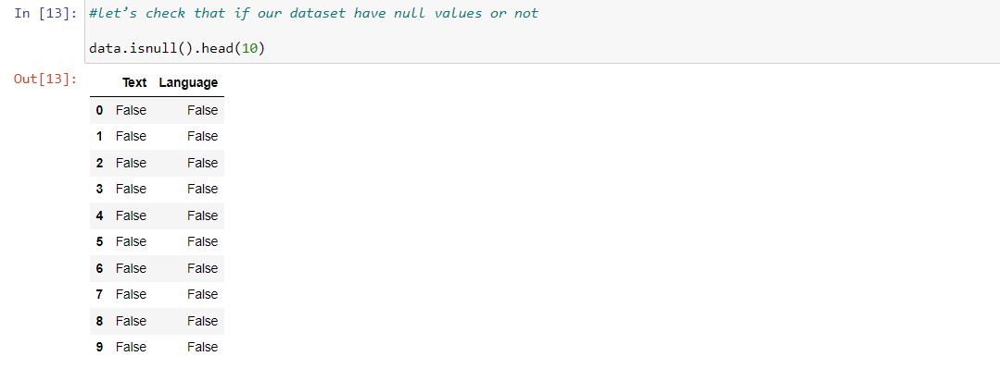 In [13]: #let’s check that if our dataset have null values or not
data.isnull().head(10)
Out[13]:
Text Language
0 False False
1 False False
2 False False
3 False False
4 False False
5 False False
6 False False
7 False False
8 False False
9 False False